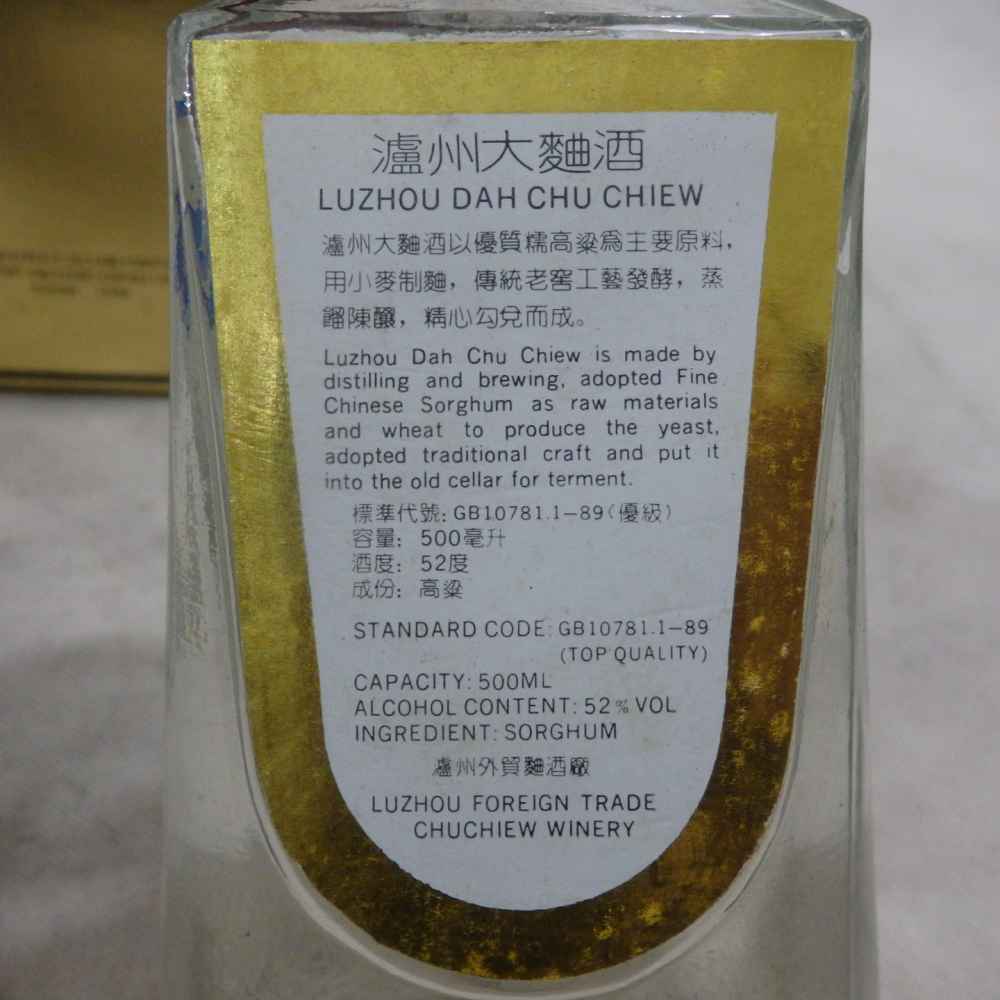 瀘州大麯酒
LUZHOU DAH CHU CHIEW
瀘州大麯酒以優質糯高粱爲主要原料，
用小麥制麯，傳統老窖工藝發酵，蒸
餾陳釀，精心勾兌而成。
Luzhou Dah Chu Chiew is made by
distilling and brewing, adopted Fine
Chinese Sorghum as raw materials
and wheat to produce the yeast,
adopted traditional craft and put it
into the old cellar for terment.
標準代號: GB10781.1—89(優級)
容量: 500毫升
酒度: 52度
成份: 高粱
STANDARD CODE: GB10781.1—89
(TOP QUALITY)
CAPACITY: 500ML
ALCOHOL CONTENT: 52% VOL
INGREDIENT: SORGHUM
瀘州外貿麯酒廠
LUZHOU FOREIGN TRADE
CHUCHIEW WINERY